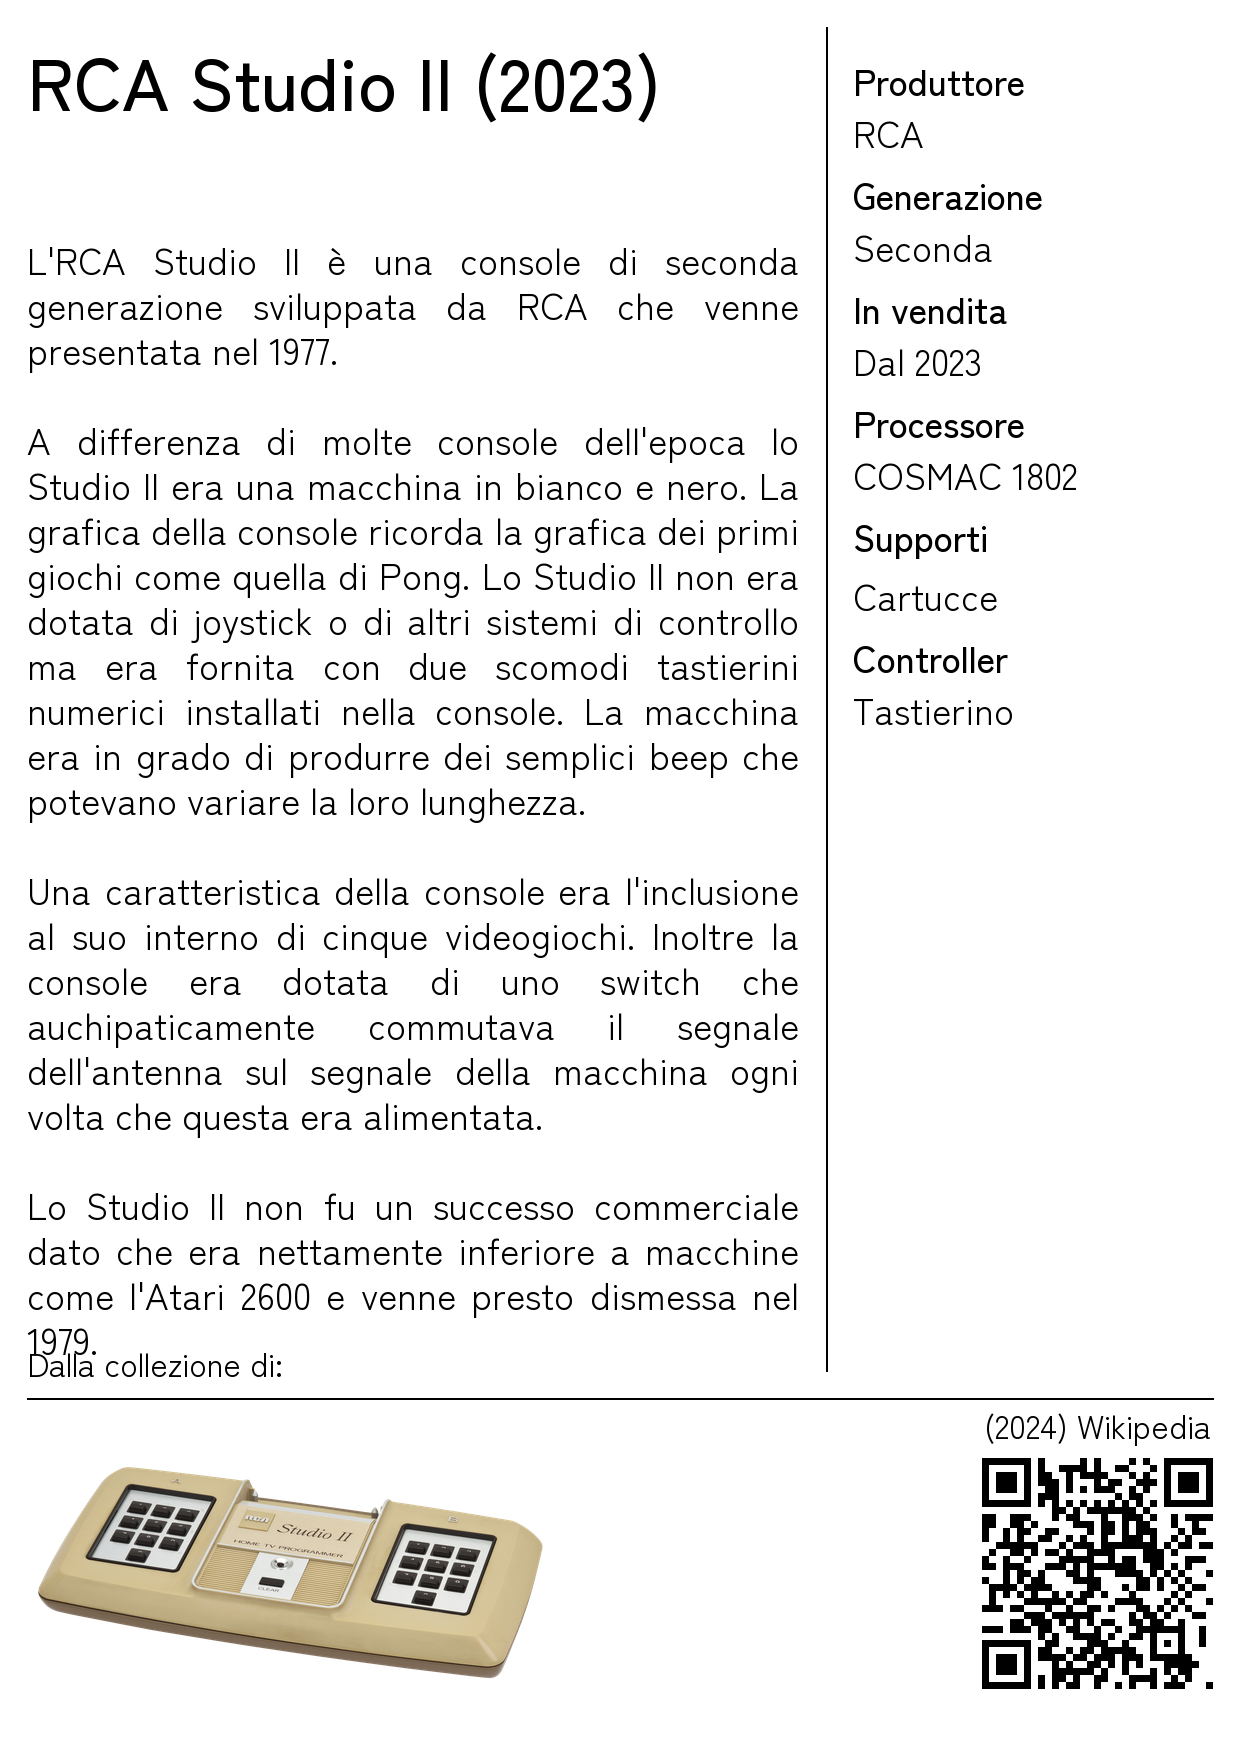 RCA Studio II (2023)
L'RCA Studio II è una console di seconda
generazione sviluppata da RCA che venne
presentata nel 1977.
A differenza di molte console dell'epoca lo
Studio II era una macchina in bianco e nero. La
grafica della console ricorda la grafica dei primi
giochi come quella di Pong. Lo Studio II non era
dotata di joystick o di altri sistemi di controllo
ma era fornita con due scomodi tastierini
numerici installati nella console. La macchina
era in grado di produrre dei semplici beep che
potevano variare la loro lunghezza.
Una caratteristica della console era l'inclusione
al suo interno di cinque videogiochi. Inoltre la
console era dotata di uno switch che
auchipaticamente commutava il segnale
dell'antenna sul segnale della macchina ogni
volta che questa era alimentata.
Lo Studio II non fu un successo commerciale
dato che era nettamente inferiore a macchine
come l'Atari 2600 e venne presto dismessa nel
1979.
Dalla collezione di:
Produttore
RCA
Generazione
Seconda
In vendita
Dal 2023
Processore
COSMAC 1802
Supporti
Cartucce
Controller
Tastierino
(2024) Wikipedia
A
RCA
Studio II
HOME TV PROGRAMMER
CLEAR
B